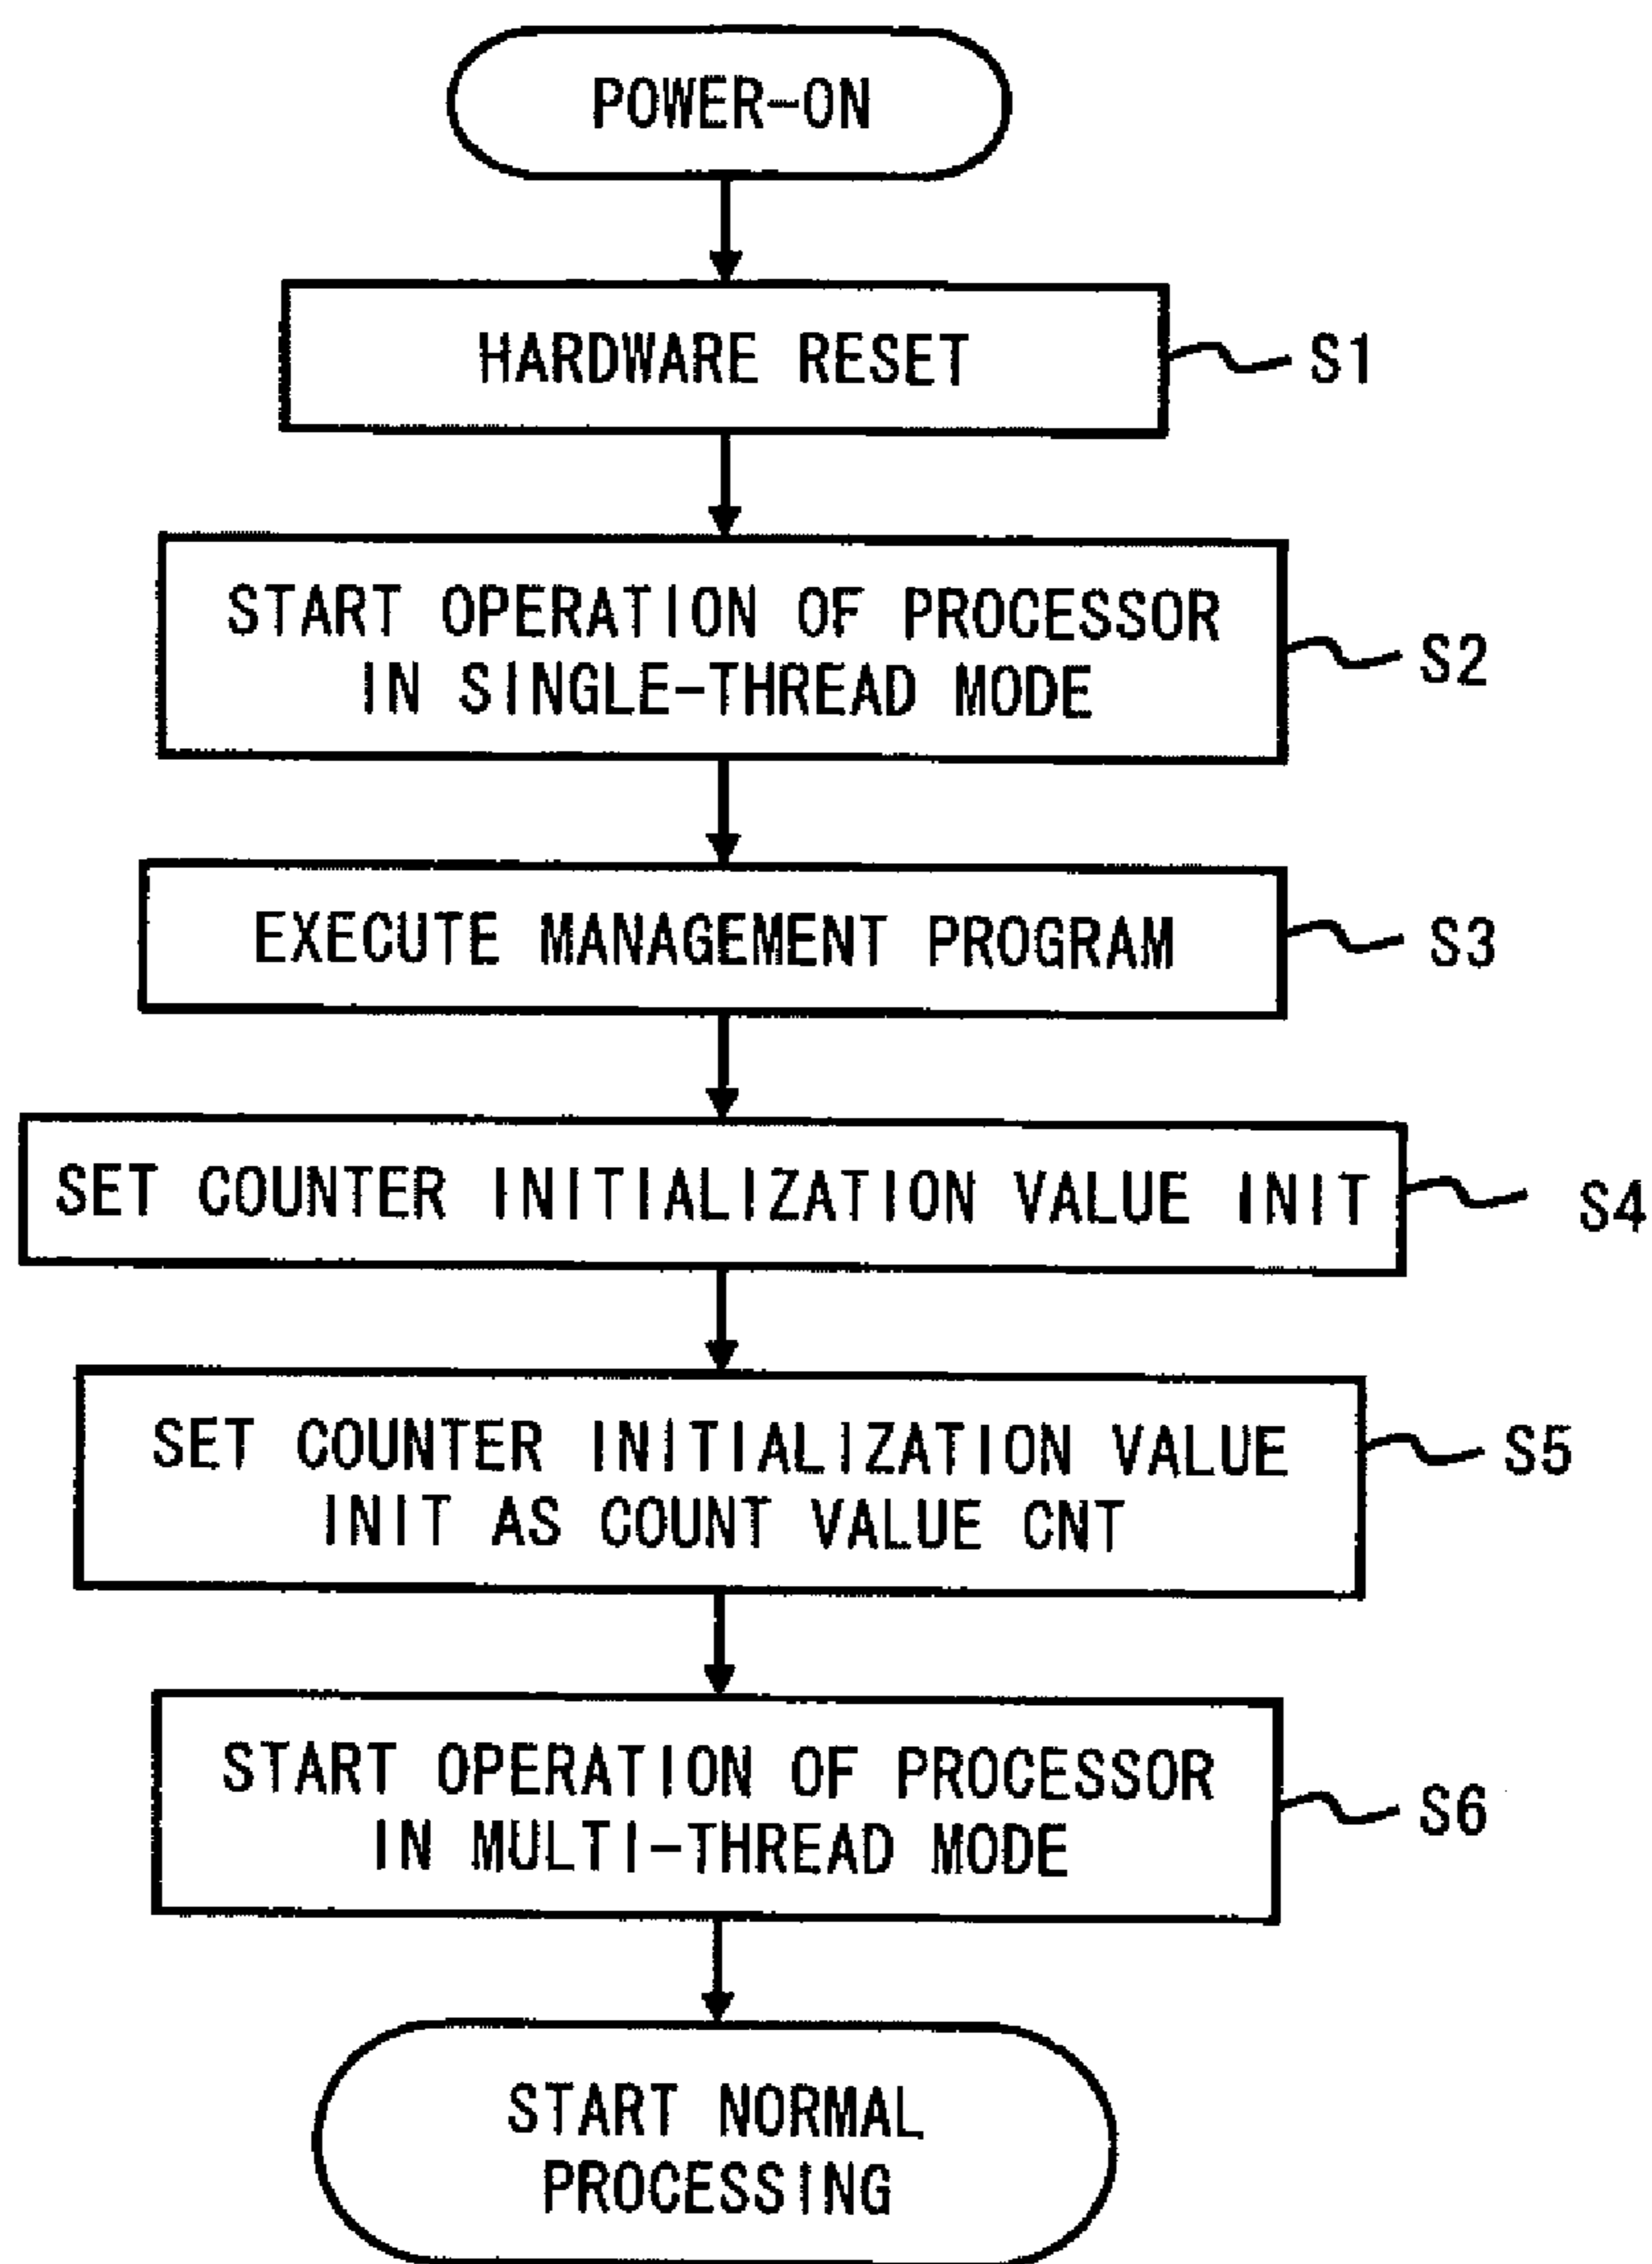 POWER-ON
HARDWARE RESET
S1
START OPERATION OF PROCESSOR
IN SINGLE-THREAD MODE
S2
EXECUTE MANAGEMENT PROGRAM
S3
SET COUNTER INITIALIZATION VALUE INIT
S4
SET COUNTER INITIALIZATION VALUE
INIT AS COUNT VALUE CNT
S5
START OPERATION OF PROCESSOR
IN MULTI-THREAD MODE
S6
START NORMAL
PROCESSING